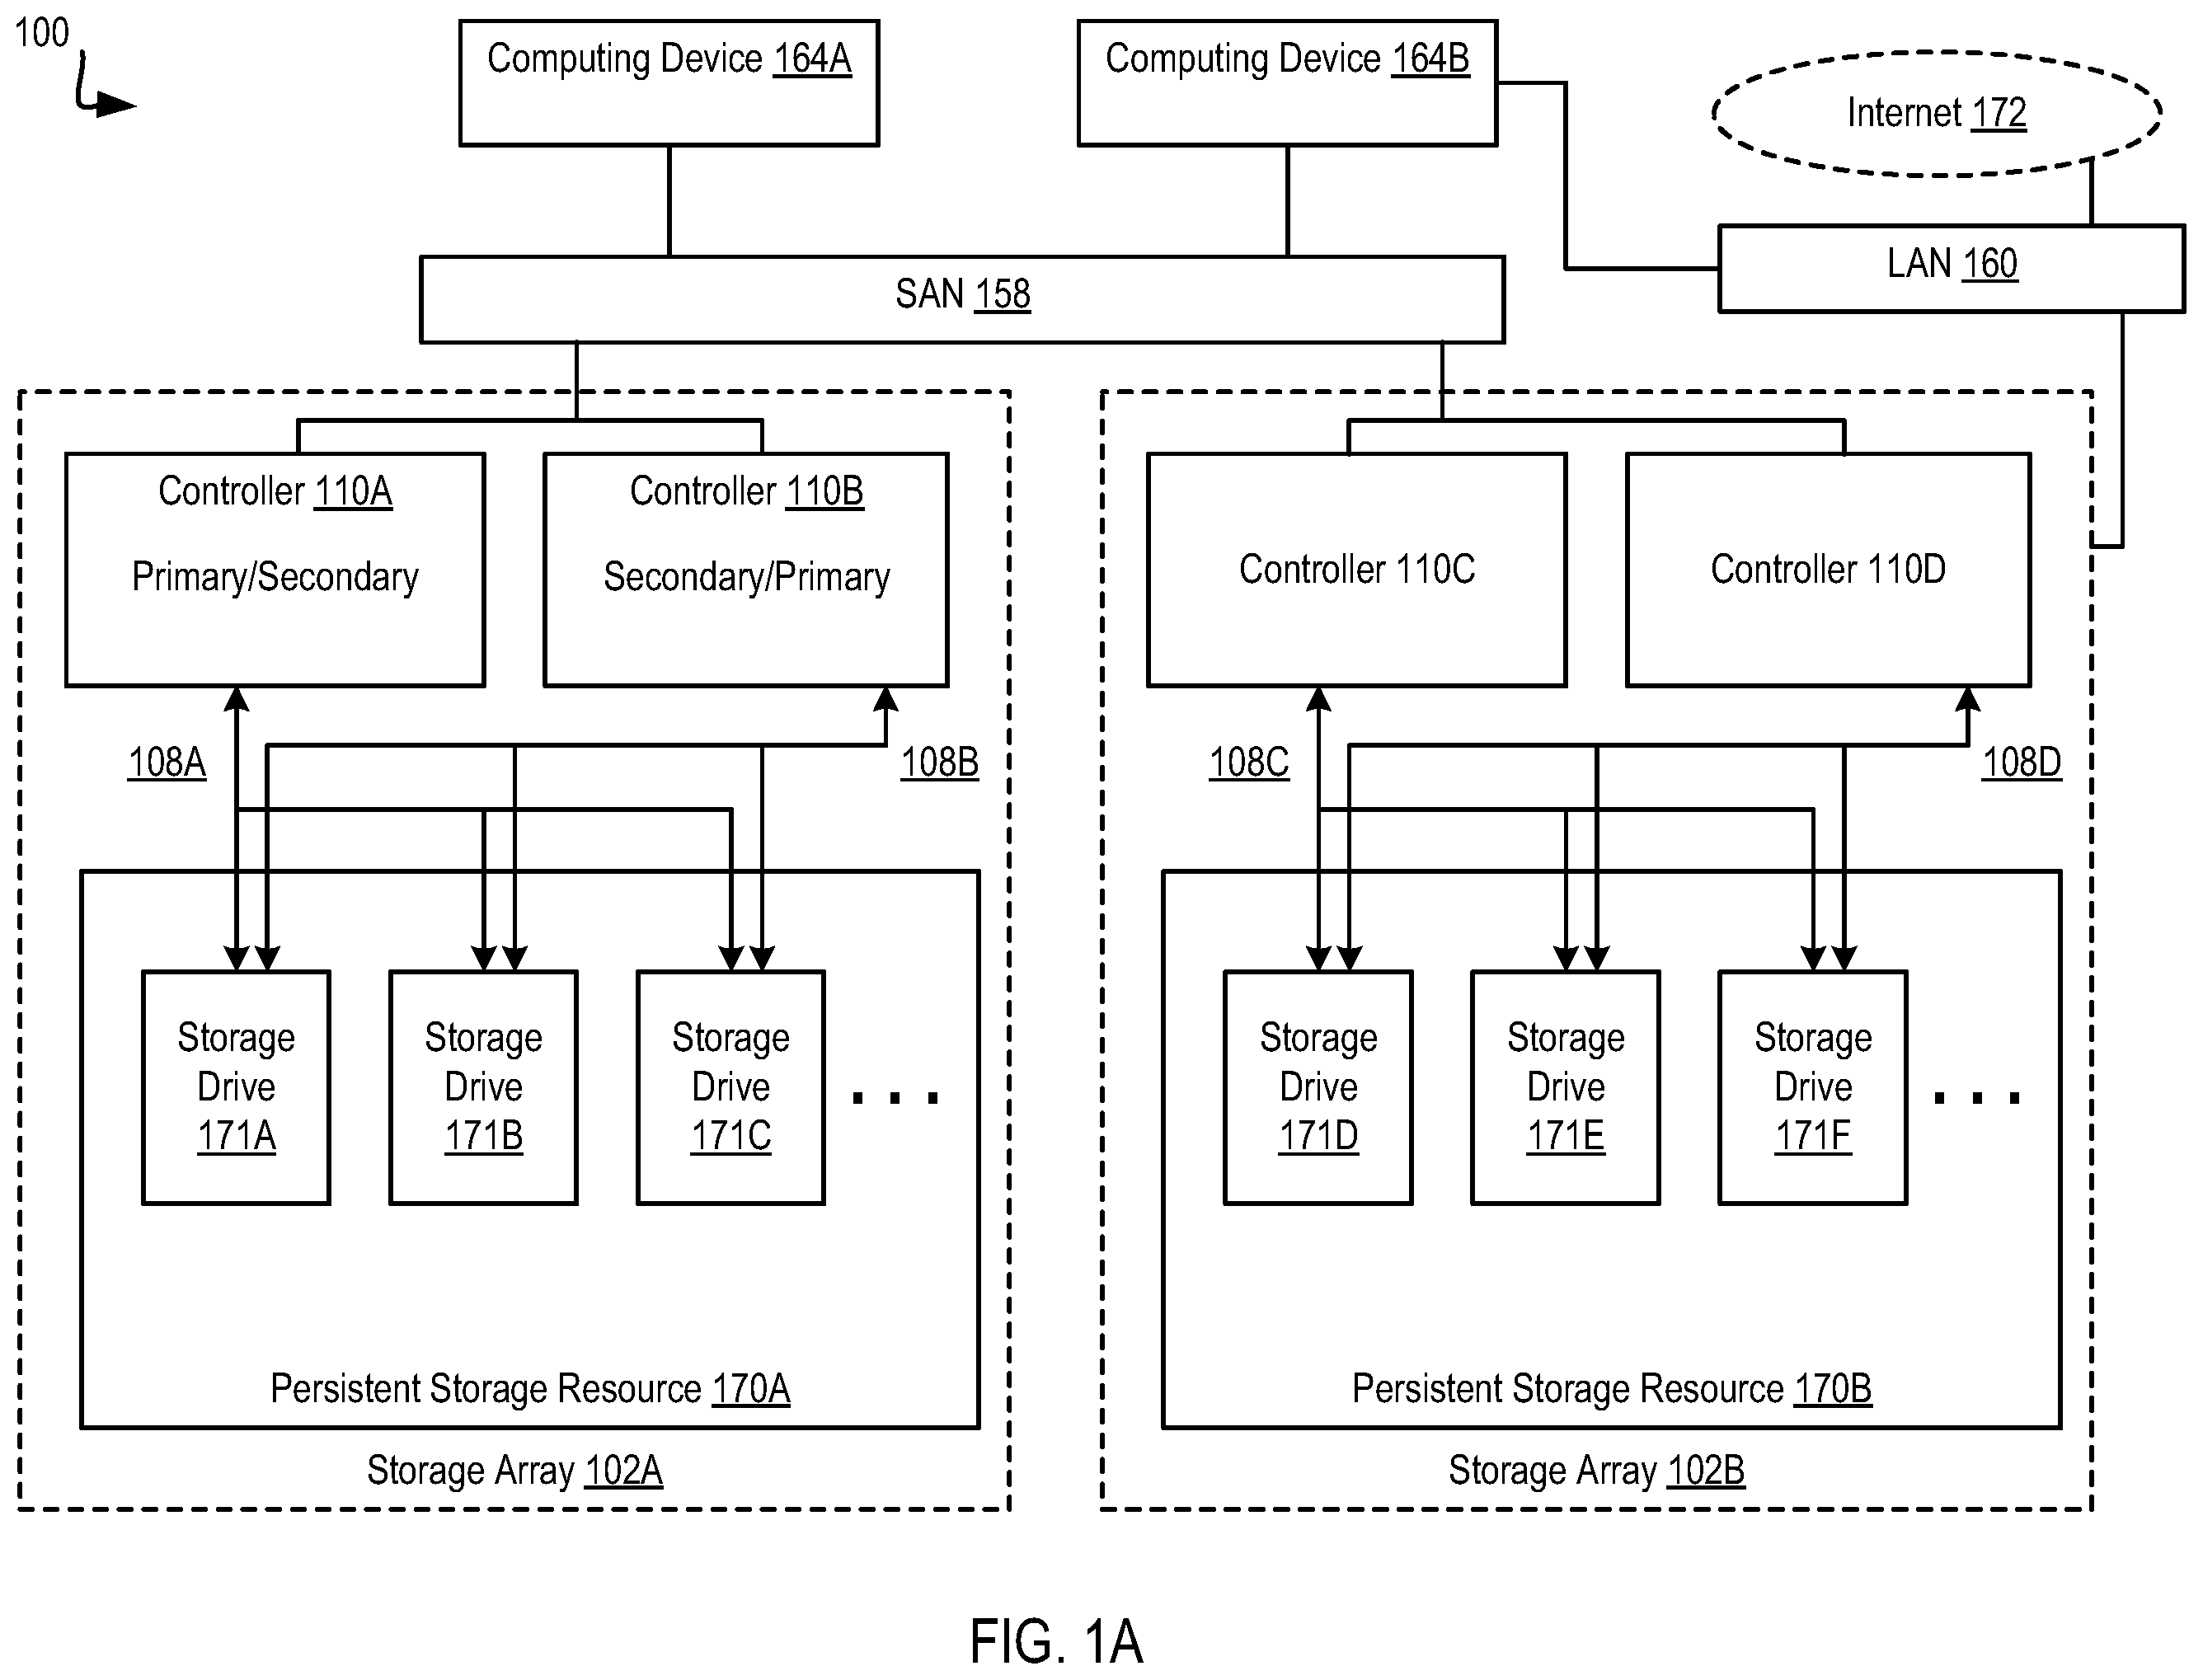 100
Computing Device 164A
Computing Device 164B
Internet 172
LAN 160
SAN 158
Controller 110A
Primary/Secondary
Controller 110B
Secondary/Primary
Controller 110C
Controller 110D
108A
108B
108C
108D
Storage
Drive
171A
Storage
Drive
171B
Storage
Drive
171C
. . .
Storage
Drive
171D
Storage
Drive
171E
Storage
Drive
171F
. . .
Persistent Storage Resource 170A
Persistent Storage Resource 170B
Storage Array 102A
Storage Array 102B
FIG. 1A